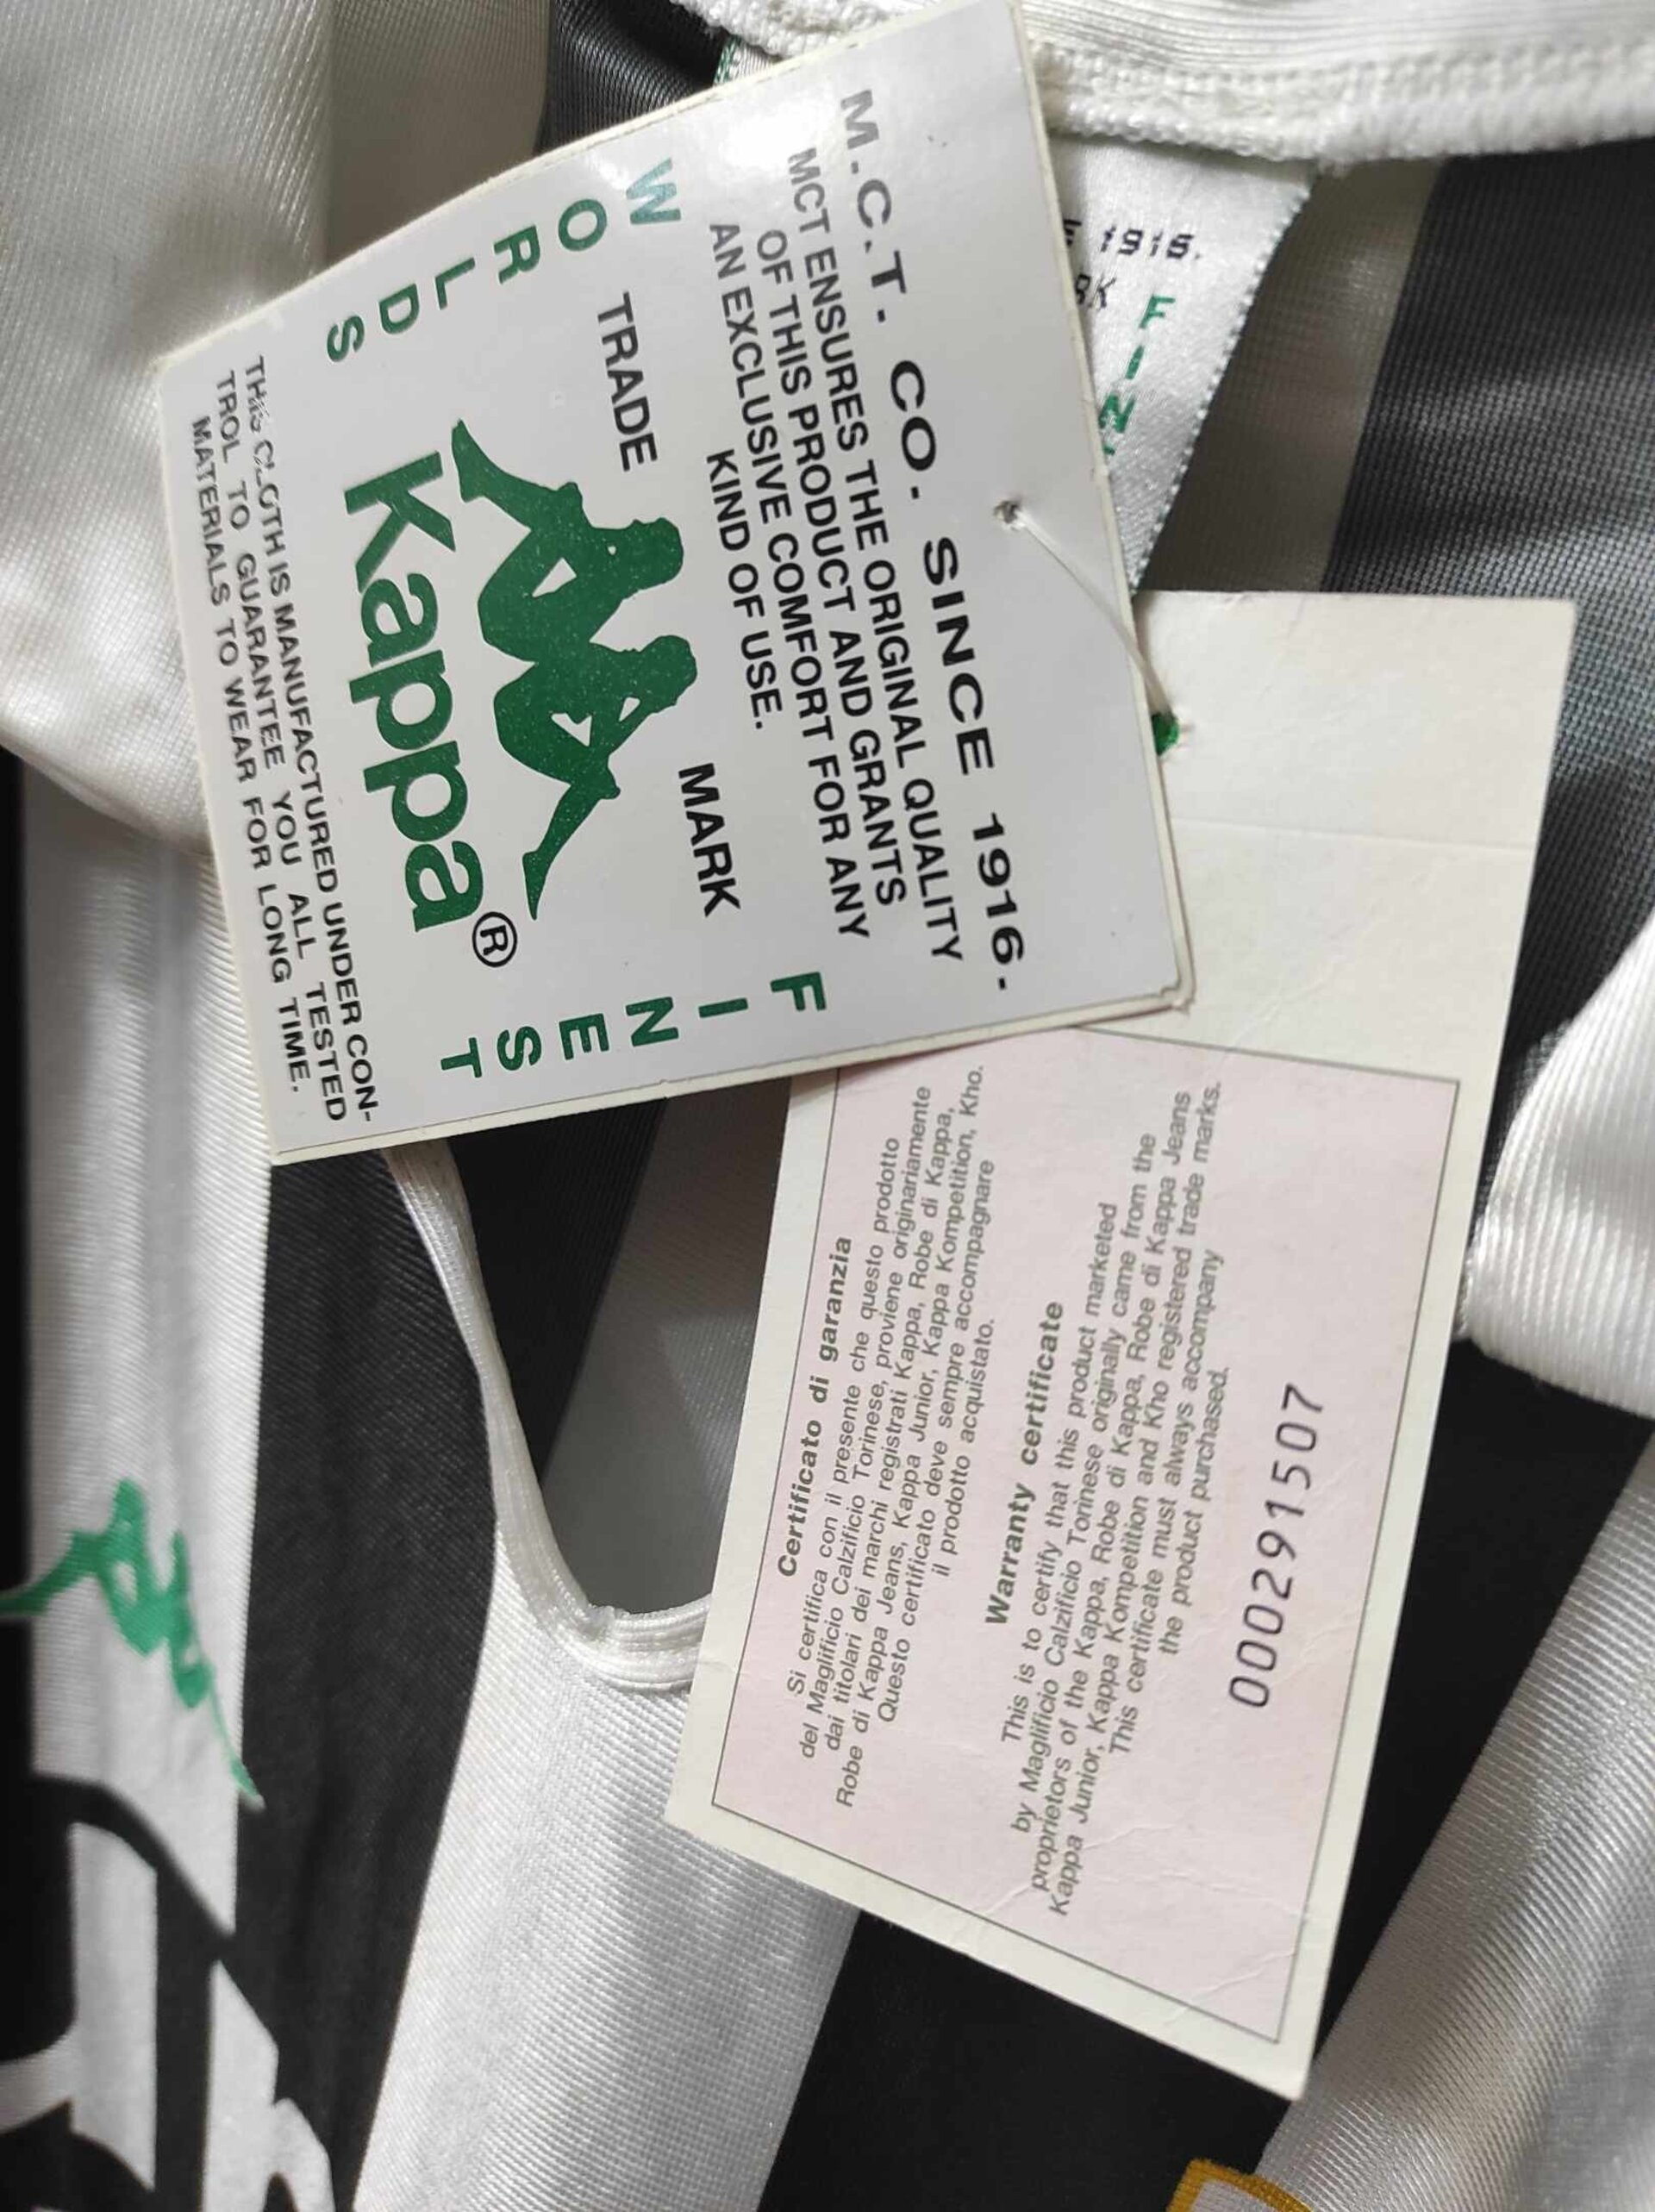 M.C.T. CO. SINCE 1916.
MCT ENSURES THE ORIGINAL QUALITY
OF THIS PRODUCT AND GRANTS
AN EXCLUSIVE COMFORT FOR ANY
KIND OF USE.
WORLDS FINEST
TRADE MARK
Kappa®
THIS CLOTH IS MANUFACTURED UNDER CON-
TROL TO GUARANTEE YOU ALL TESTED
MATERIALS TO WEAR FOR LONG TIME.
1916.
RK
FIN
Certificato di garanzia
Si certifica con il presente che questo prodotto
del Maglificio Calzificio Torinese, proviene originariamente
dai titolari dei marchi registrati Kappa, Robe di Kappa,
Robe di Kappa Jeans, Kappa Junior, Kappa Kompetition, Kho.
Questo certificato deve sempre accompagnare
il prodotto acquistato.
Warranty certificate
This is to certify that this product marketed
by Maglificio Calzificio Torinese originally came from the
proprietors of the Kappa, Robe di Kappa, Robe di Kappa Jeans
Kappa Junior, Kappa Kompetition and Kho registered trade marks.
This certificate must always accompany
the product purchased.
000291507